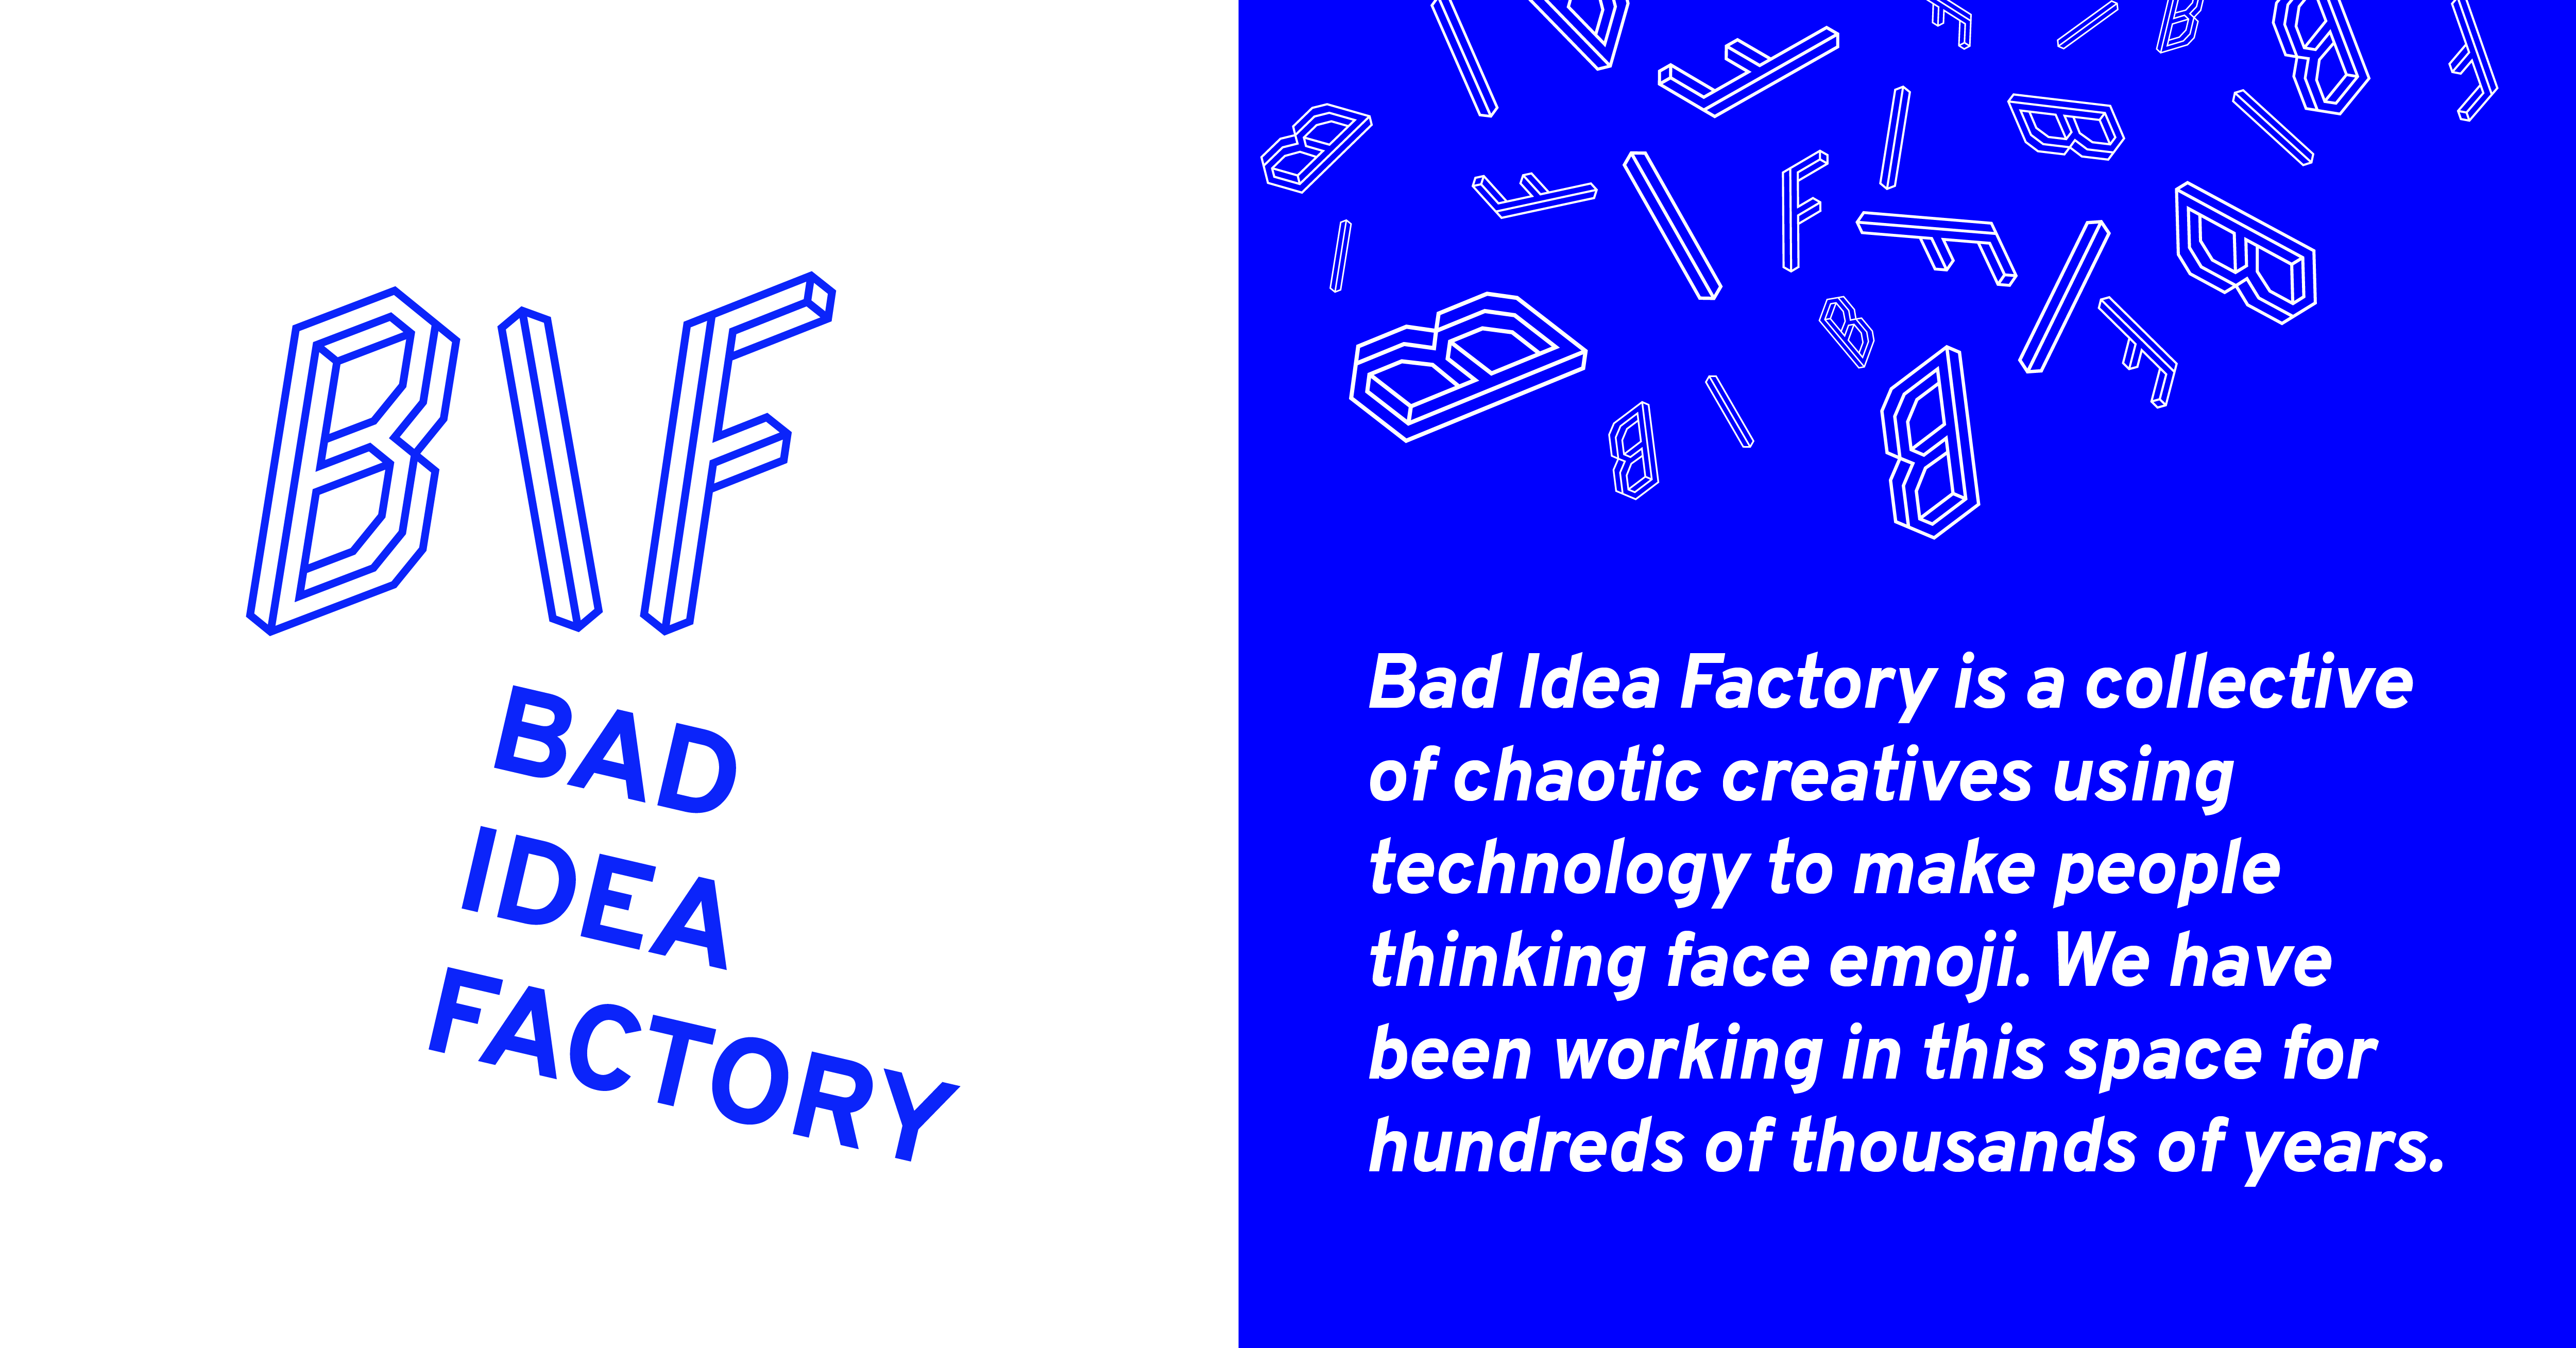 BIF
BAD
IDEA
FACTORY
Bad Idea Factory is a collective
of chaotic creatives using
technology to make people
thinking face emoji. We have
been working in this space for
hundreds of thousands of years.